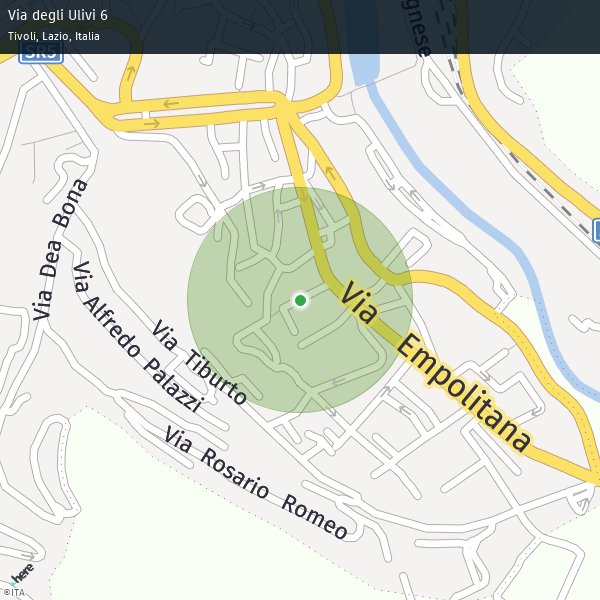 Via degli Ulivi 6
Tivoli, Lazio, Italia
SR5
Via Dea Bona
Via Alfredo Palazzi
Via Tiburto
Via Rosario Romeo
Via Empolitana
here
©ITA